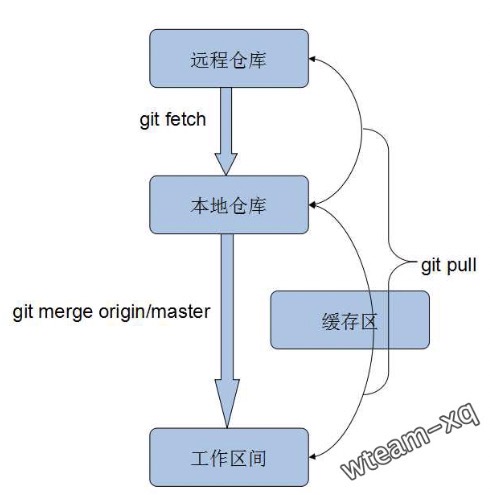 远程仓库
git fetch
本地仓库
git pull
git merge origin/master
缓存区
工作区间
wteam-xq